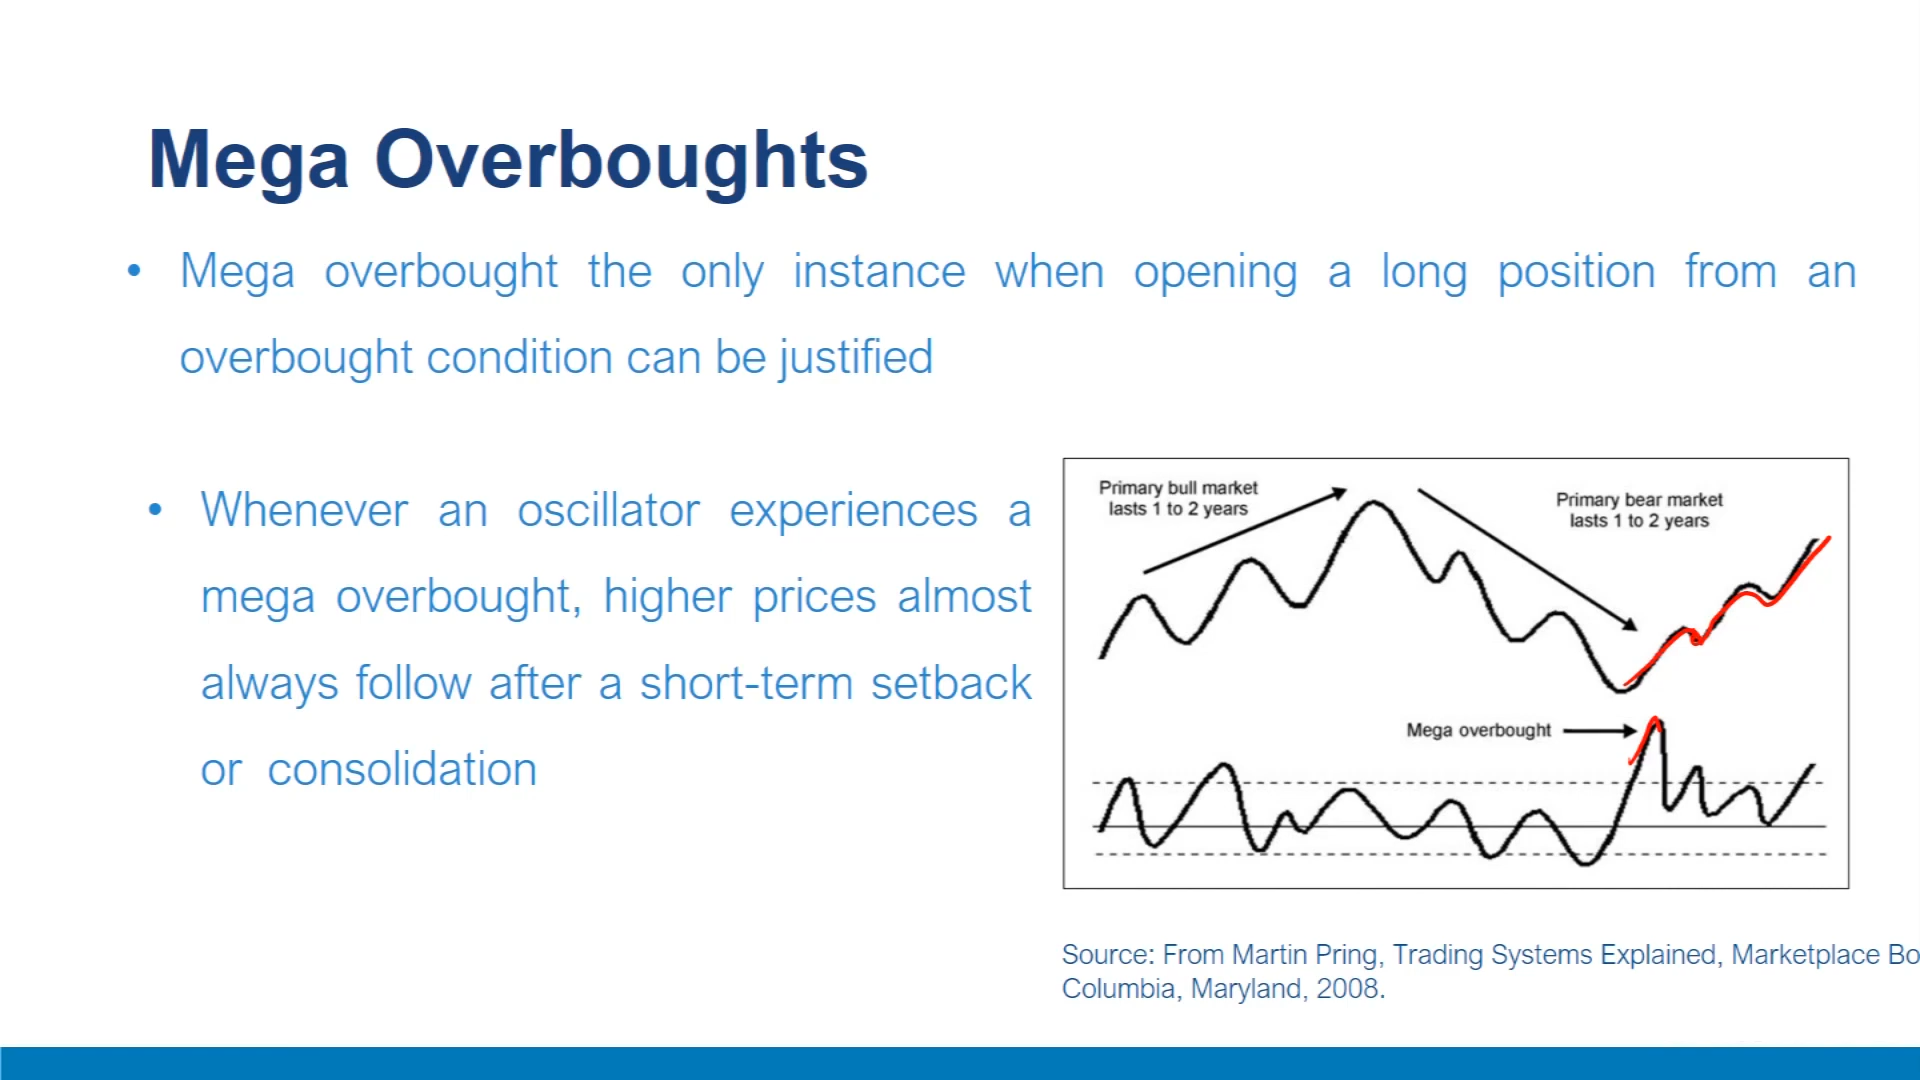 Mega Overboughts
• Mega overbought the only instance when opening a long position from an
overbought condition can be justified
• Whenever an oscillator experiences a
mega overbought, higher prices almost
always follow after a short-term setback
or consolidation
Primary bull market
lasts 1 to 2 years
Primary bear market
lasts 1 to 2 years
Mega overbought
Source: From Martin Pring, Trading Systems Explained, Marketplace Bo
Columbia, Maryland, 2008.